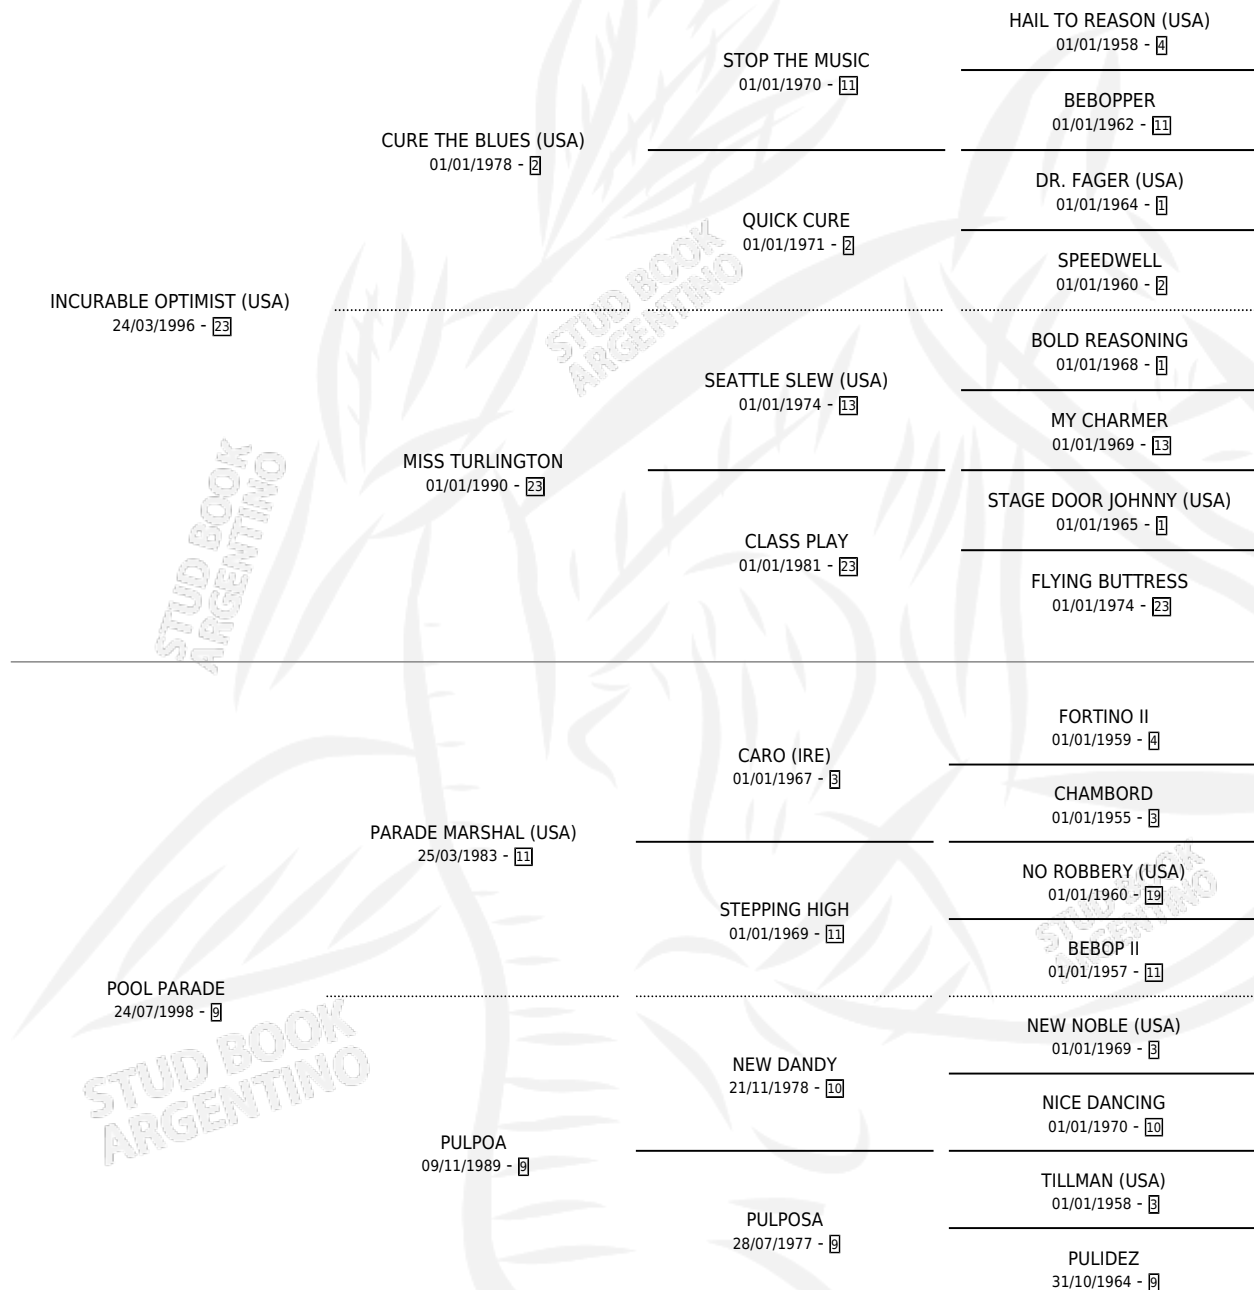 HAIL TO REASON (USA)
01/01/1958 - 4
STOP THE MUSIC
01/01/1970 - 11
BEBOPPER
01/01/1962 - 11
CURE THE BLUES (USA)
01/01/1978 - 2
DR. FAGER (USA)
01/01/1964 - 1
QUICK CURE
01/01/1971 - 2
SPEEDWELL
01/01/1960 - 2
INCURABLE OPTIMIST (USA)
24/03/1996 - 23
STUD BOOK
ARGENTINO
BOLD REASONING
01/01/1968 - 1
SEATTLE SLEW (USA)
01/01/1974 - 13
MY CHARMER
01/01/1969 - 13
MISS TURLINGTON
01/01/1990 - 23
STAGE DOOR JOHNNY (USA)
01/01/1965 - 1
CLASS PLAY
01/01/1981 - 23
FLYING BUTTRESS
01/01/1974 - 23
STUD BOOK
ARGENTINO
FORTINO II
01/01/1959 - 4
CARO (IRE)
01/01/1967 - 3
CHAMBORD
01/01/1955 - 3
PARADE MARSHAL (USA)
25/03/1983 - 11
NO ROBBERY (USA)
01/01/1960 - 19
STEPPING HIGH
01/01/1969 - 11
BEBOP II
01/01/1957 - 11
STUD BOOK
ARGENTINO
POOL PARADE
24/07/1998 - 9
STUD BOOK
ARGENTINO
NEW NOBLE (USA)
01/01/1969 - 3
NEW DANDY
21/11/1978 - 10
NICE DANCING
01/01/1970 - 10
PULPOA
09/11/1989 - 9
TILLMAN (USA)
01/01/1958 - 3
PULPOSA
28/07/1977 - 9
PULIDEZ
31/10/1964 - 9